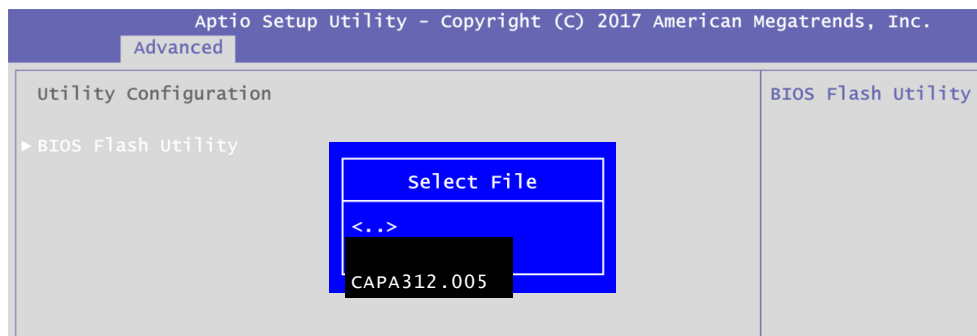 Aptio Setup Utility – Copyright (C) 2017 American Megatrends, Inc.
Advanced
Utility Configuration
BIOS Flash Utility
►BIOS Flash Utility
Select File
<..>
CAPA312.005